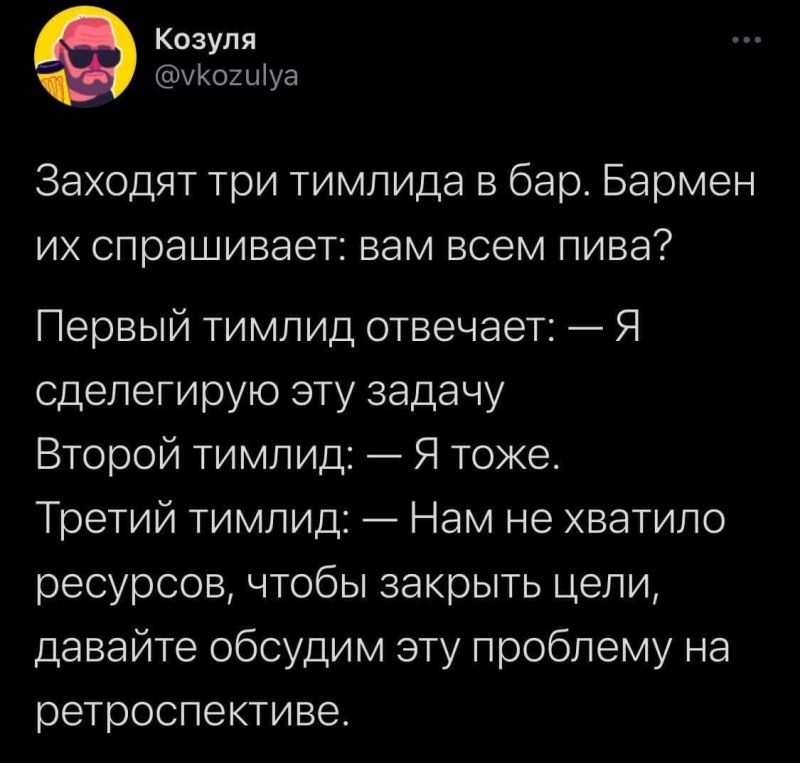 Козуля
@vkozulya
Заходят три тимлида в бар. Бармен
их спрашивает: вам всем пива?
Первый тимлид отвечает: — Я
сделегирую эту задачу
Второй тимлид: — Я тоже.
Третий тимлид: — Нам не хватило
ресурсов, чтобы закрыть цели,
давайте обсудим эту проблему на
ретроспективе.